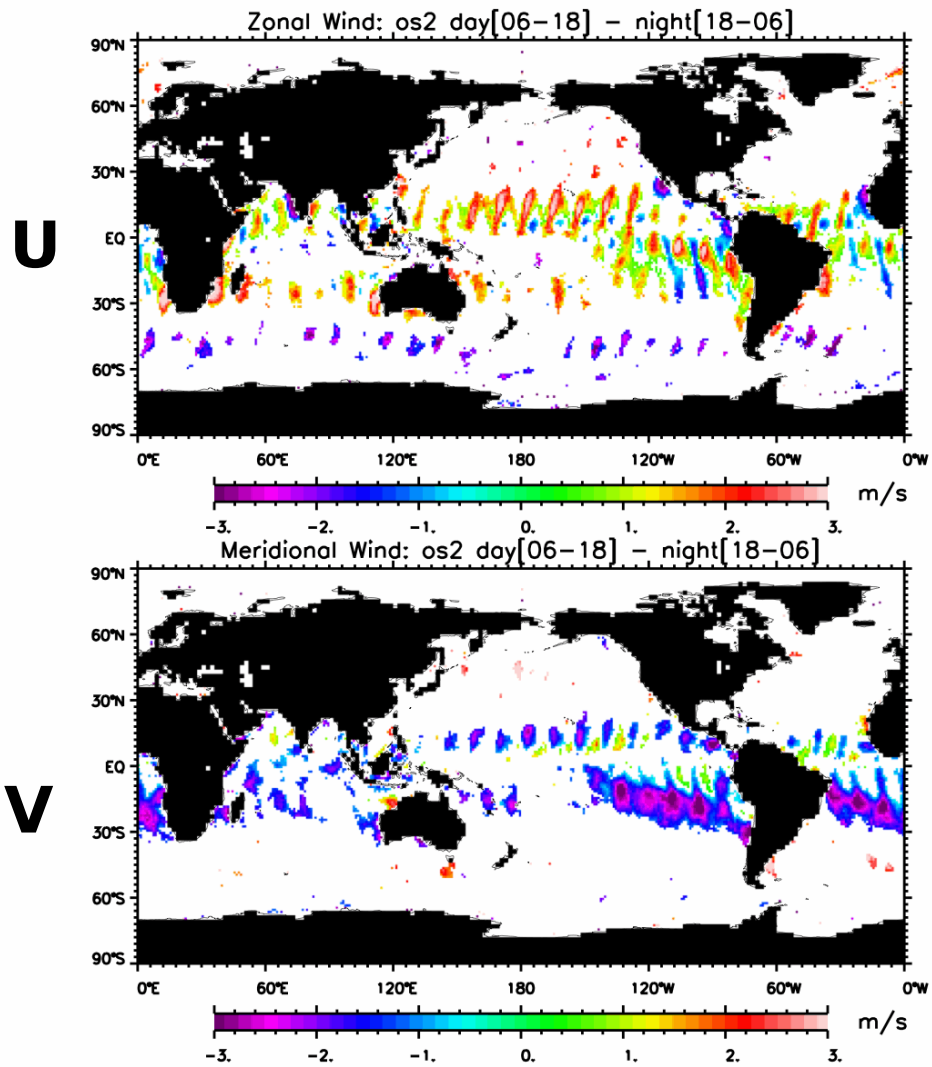 Zonal Wind: os2 day[06-18] - night[18-06]
90°N
60°N
30°N
EQ
30°S
60°S
90°S
U
0°E 60°E 120°E 180 60°W 0°W
-3. -2. -1. 0. 1. 2. 3. m/s
Meridional Wind: os2 day[06-18] - night[18-06]
90°N
60°N
30°N
EQ
30°S
60°S
90°S
V
0°E 60°E 120°E 180 60°W 0°W
-3. -2. -1. 0. 1. 2. 3. m/s